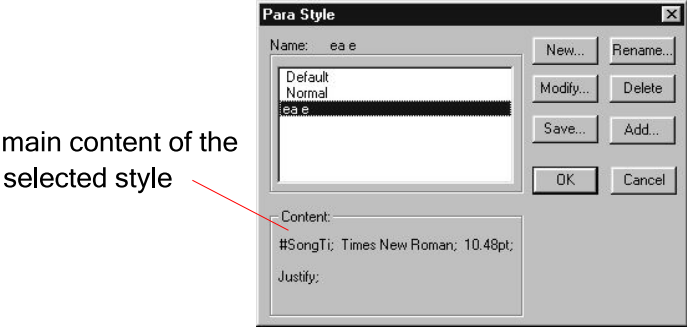 Para Style
Name: ea e
New... Rename...
Default
Normal
ea e
Modify... Delete
Save... Add...
OK Cancel
main content of the
selected style
Content:
#SongTi; Times New Roman; 10.48pt;
Justify;